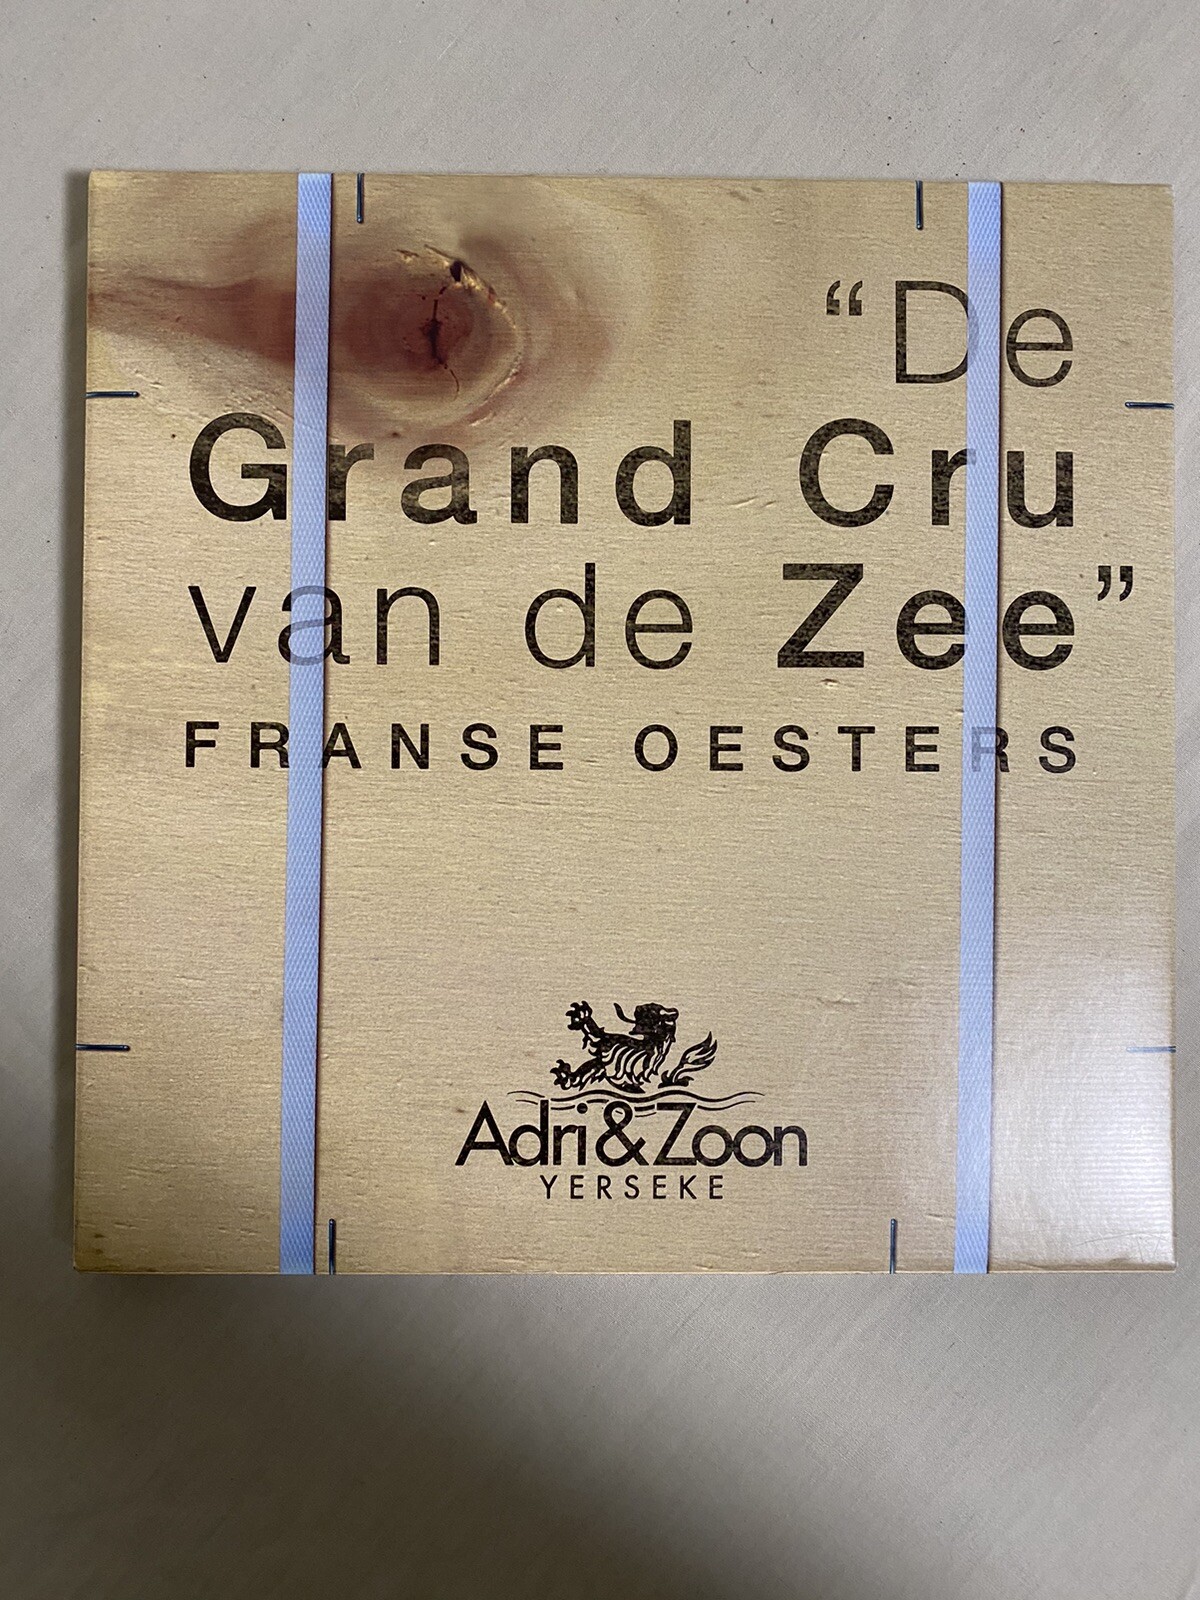 “De
Grand Cru
van de Zee”
FRANSE OESTERS
Adri & Zoon
YERSEKE